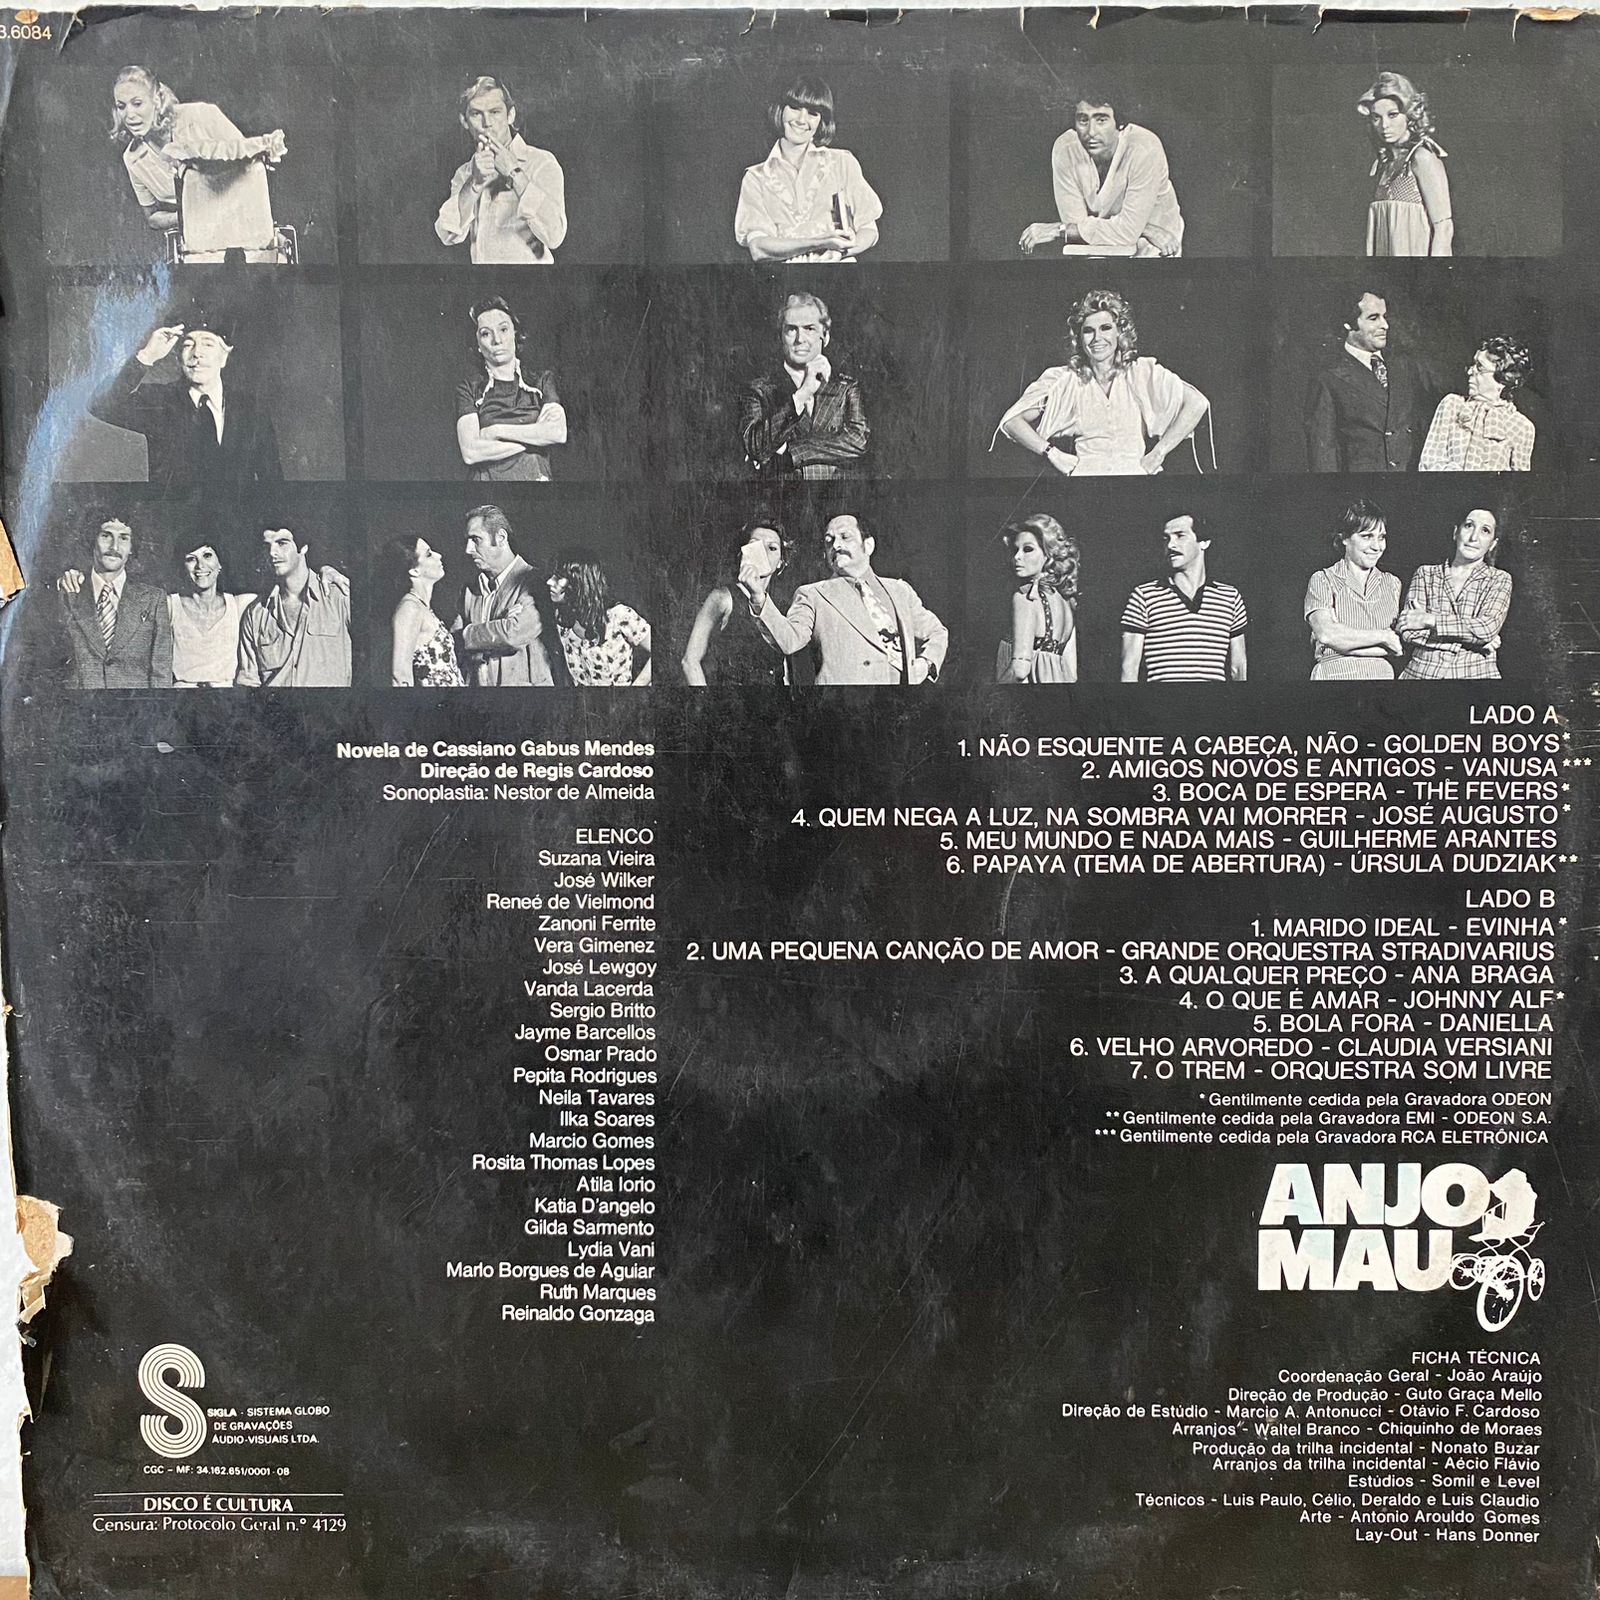 3.6084
Novela de Cassiano Gabus Mendes
Direção de Regis Cardoso
Sonoplastia: Nestor de Almeida
ELENCO
Suzana Vieira
José Wilker
Reneé de Vielmond
Zanoni Ferrite
Vera Gimenez
José Lewgoy
Vanda Lacerda
Sergio Britto
Jayme Barcellos
Osmar Prado
Pepita Rodrigues
Neila Tavares
Ilka Soares
Marcio Gomes
Rosita Thomas Lopes
Atila Iorio
Katia D'angelo
Gilda Sarmento
Lydia Vani
Marlo Borgues de Aguiar
Ruth Marques
Reinaldo Gonzaga
LADO A
1. NÃO ESQUENTE A CABEÇA, NÃO - GOLDEN BOYS*
2. AMIGOS NOVOS E ANTIGOS - VANUSA***
3. BOCA DE ESPERA - THE FEVERS*
4. QUEM NEGA A LUZ, NA SOMBRA VAI MORRER - JOSÉ AUGUSTO*
5. MEU MUNDO E NADA MAIS - GUILHERME ARANTES
6. PAPAYA (TEMA DE ABERTURA) - ÚRSULA DUDZIAK**
LADO B
1. MARIDO IDEAL - EVINHA*
2. UMA PEQUENA CANÇÃO DE AMOR - GRANDE ORQUESTRA STRADIVARIUS
3. A QUALQUER PREÇO - ANA BRAGA
4. O QUE É AMAR - JOHNNY ALF*
5. BOLA FORA - DANIELLA
6. VELHO ARVOREDO - CLAUDIA VERSIANI
7. O TREM - ORQUESTRA SOM LIVRE
* Gentilmente cedida pela Gravadora ODEON
** Gentilmente cedida pela Gravadora EMI - ODEON S.A.
*** Gentilmente cedida pela Gravadora RCA ELETRÔNICA
ANJO
MAU
FICHA TÉCNICA
Coordenação Geral - João Araújo
Direção de Produção - Guto Graça Mello
Direção de Estúdio - Marcio A. Antonucci - Otávio F. Cardoso
Arranjos - Waltel Branco - Chiquinho de Moraes
Produção da trilha incidental - Nonato Buzar
Arranjos da trilha incidental - Aécio Flávio
Estúdios - Somil e Level
Técnicos - Luis Paulo, Célio, Deraldo e Luis Claudio
Arte - Antonio Arouldo Gomes
Lay-Out - Hans Donner
SIGLA - SISTEMA GLOBO
DE GRAVAÇÕES
ÁUDIO-VISUAIS LTDA.
CGC - MF: 34.162.651/0001-08
DISCO É CULTURA
Censura: Protocolo Geral n.º 4129